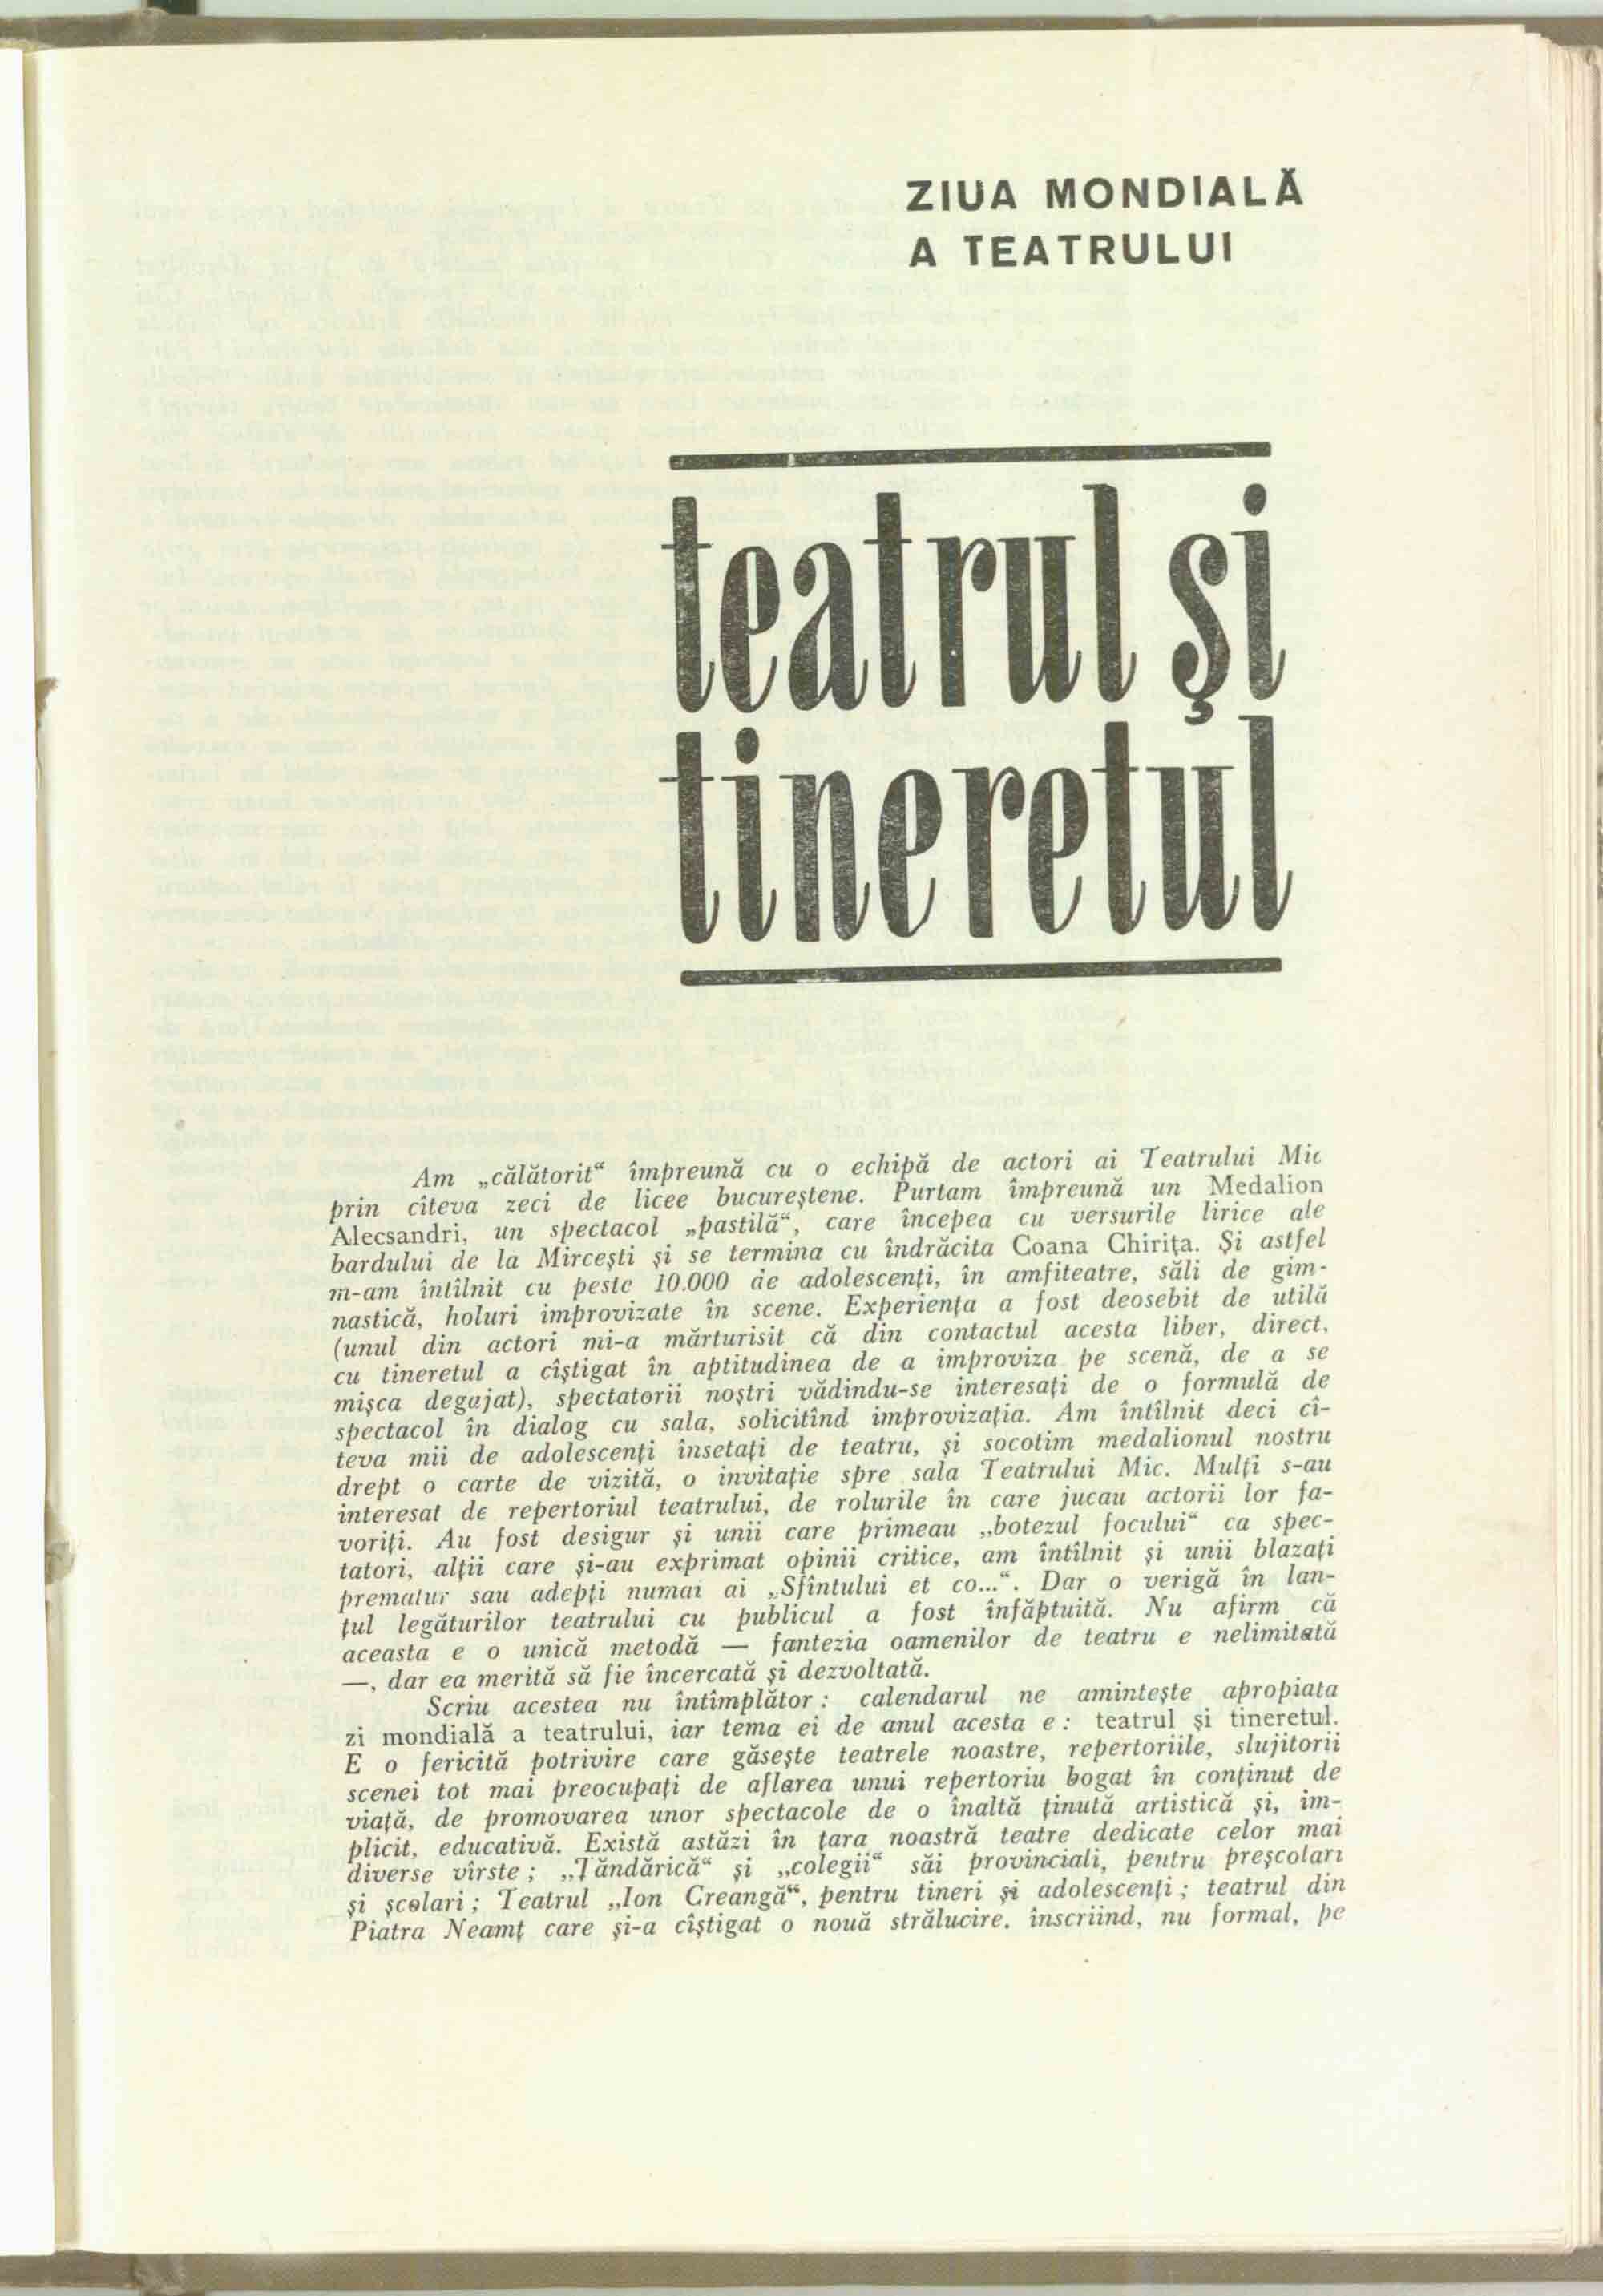 ZIUA MONDIALĂ
A TEATRULUI
teatrul şi
tineretul
Am „călătorit“ împreună cu o echipă de actori ai Teatrului Mic
prin cîteva zeci de licee bucureştene. Purtam împreună un Medalion
Alecsandri, un spectacol „pastilă“, care începea cu versurile lirice ale
bardului de la Mirceşti şi se termina cu îndrăcita Coana Chiriţa. Şi astfel
m-am întîlnit cu peste 10.000 de adolescenţi, în amfiteatre, săli de gim-
nastică, holuri improvizate în scene. Experienţa a fost deosebit de utilă
(unul din actori mi-a mărturisit că din contactul acesta liber, direct,
cu tineretul a cîştigat în aptitudinea de a improviza pe scenă, de a se
mişca degajat), spectatorii noştri vădindu-se interesaţi de o formulă de
spectacol în dialog cu sala, solicitînd improvizaţia. Am întîlnit deci cî-
teva mii de adolescenţi însetaţi de teatru, şi socotim medalionul nostru
drept o carte de vizită, o invitaţie spre sala Teatrului Mic. Mulţi s-au
interesat de repertoriul teatrului, de rolurile în care jucau actorii lor fa-
voriţi. Au fost desigur şi unii care primeau „botezul focului“ ca spec-
tatori, alţii care şi-au exprimat opinii critice, am întîlnit şi unii blazaţi
prematur sau adepţi numai ai „Sfîntului et co...“. Dar o verigă în lan-
ţul legăturilor teatrului cu publicul a fost înfăptuită. Nu afirm că
aceasta e o unică metodă — fantezia oamenilor de teatru e nelimitată
—, dar ea merită să fie încercată şi dezvoltată.
Scriu acestea nu întîmplător : calendarul ne aminteşte apropiata
zi mondială a teatrului, iar tema ei de anul acesta e : teatrul şi tineretul.
E o fericită potrivire care găseşte teatrele noastre, repertoriile, slujitorii
scenei tot mai preocupaţi de aflarea unui repertoriu bogat în conţinut de
viaţă, de promovarea unor spectacole de o înaltă ţinută artistică şi, im-
plicit, educativă. Există astăzi în ţara noastră teatre dedicate celor mai
diverse vîrste ; „Ţăndărică“ şi „colegii“ săi provinciali, pentru preşcolari
şi şcolari ; Teatrul „Ion Creangă“, pentru tineri şi adolescenţi ; teatrul din
Piatra Neamţ care şi-a cîştigat o nouă strălucire, înscriind, nu formal, pe